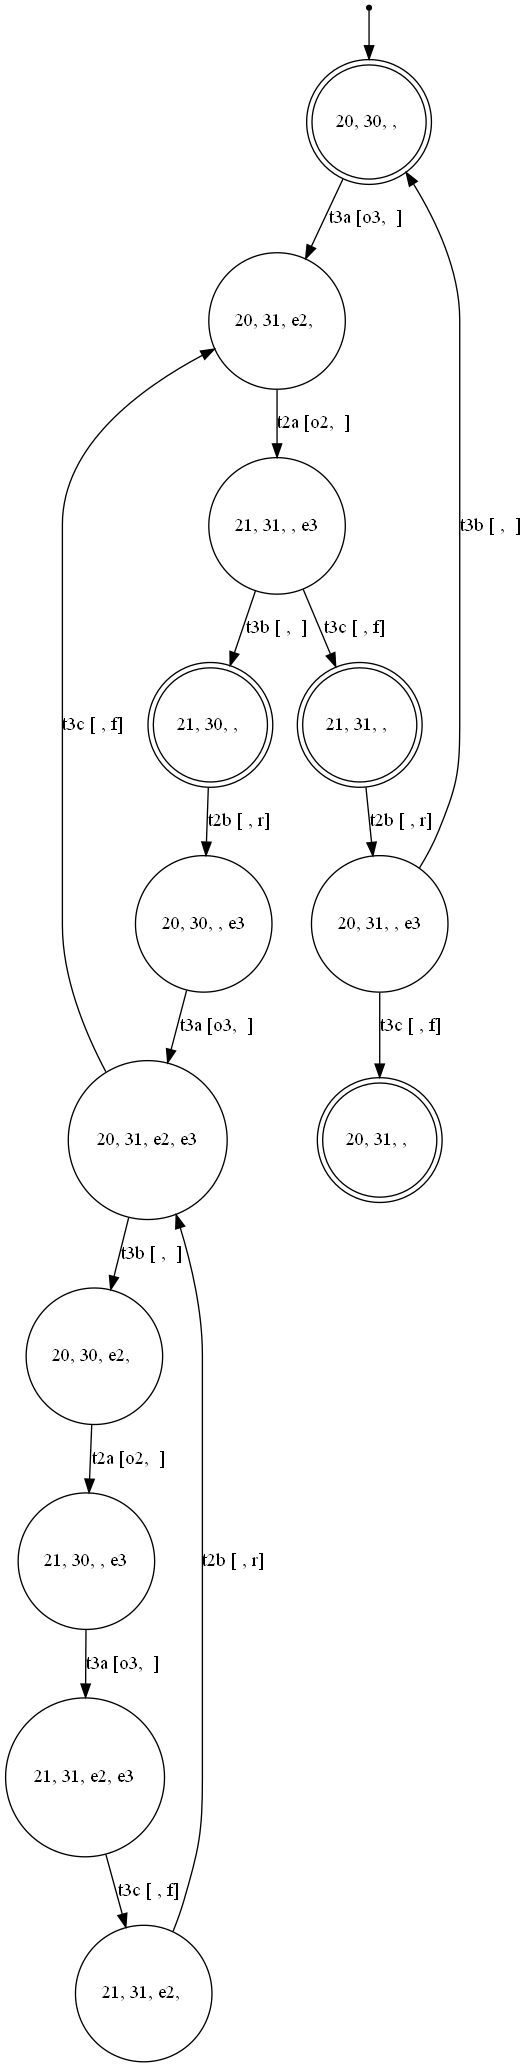 20, 30, ,
t3a [o3,  ]
20, 31, e2,
t2a [o2,  ]
21, 31, , e3
t3b [ ,  ]
t3c [ , f]
t3b [ ,  ]
t3c [ , f]
21, 30, ,
21, 31, ,
t2b [ , r]
t2b [ , r]
20, 30, , e3
20, 31, , e3
t3a [o3,  ]
t3c [ , f]
20, 31, e2, e3
20, 31, ,
t3b [ ,  ]
20, 30, e2,
t2a [o2,  ]
21, 30, , e3
t2b [ , r]
t3a [o3,  ]
21, 31, e2, e3
t3c [ , f]
21, 31, e2,